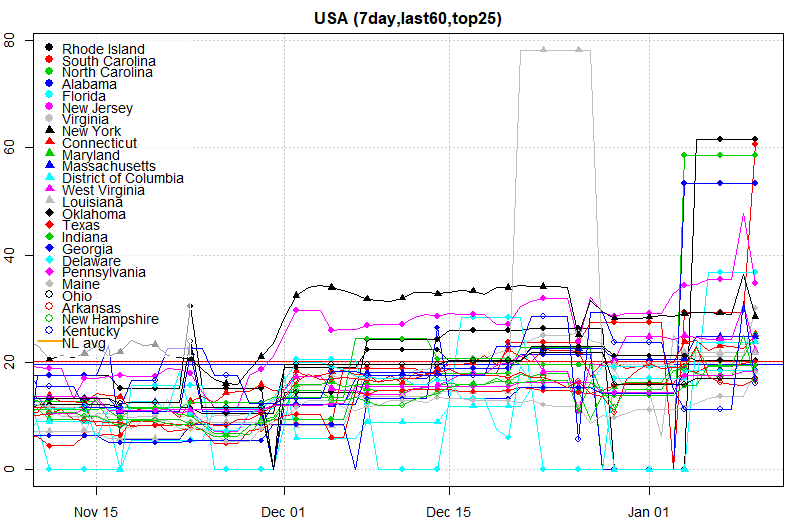 USA (7day,last60,top25)
80
60
40
20
0
Rhode Island
South Carolina
North Carolina
Alabama
Florida
New Jersey
Virginia
New York
Connecticut
Maryland
Massachusetts
District of Columbia
West Virginia
Louisiana
Oklahoma
Texas
Indiana
Georgia
Delaware
Pennsylvania
Maine
Ohio
Arkansas
New Hampshire
Kentucky
NL avg
Nov 15 Dec 01 Dec 15 Jan 01